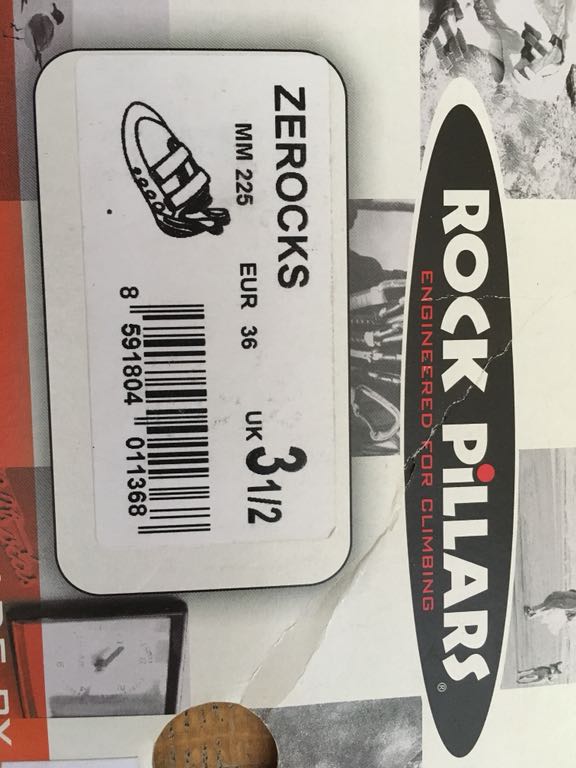 ZEROCKS
MM 225 EUR 36 UK 3 1/2
8 591804 011368
ROCK PiLLARS®
ENGINEERED FOR CLIMBING